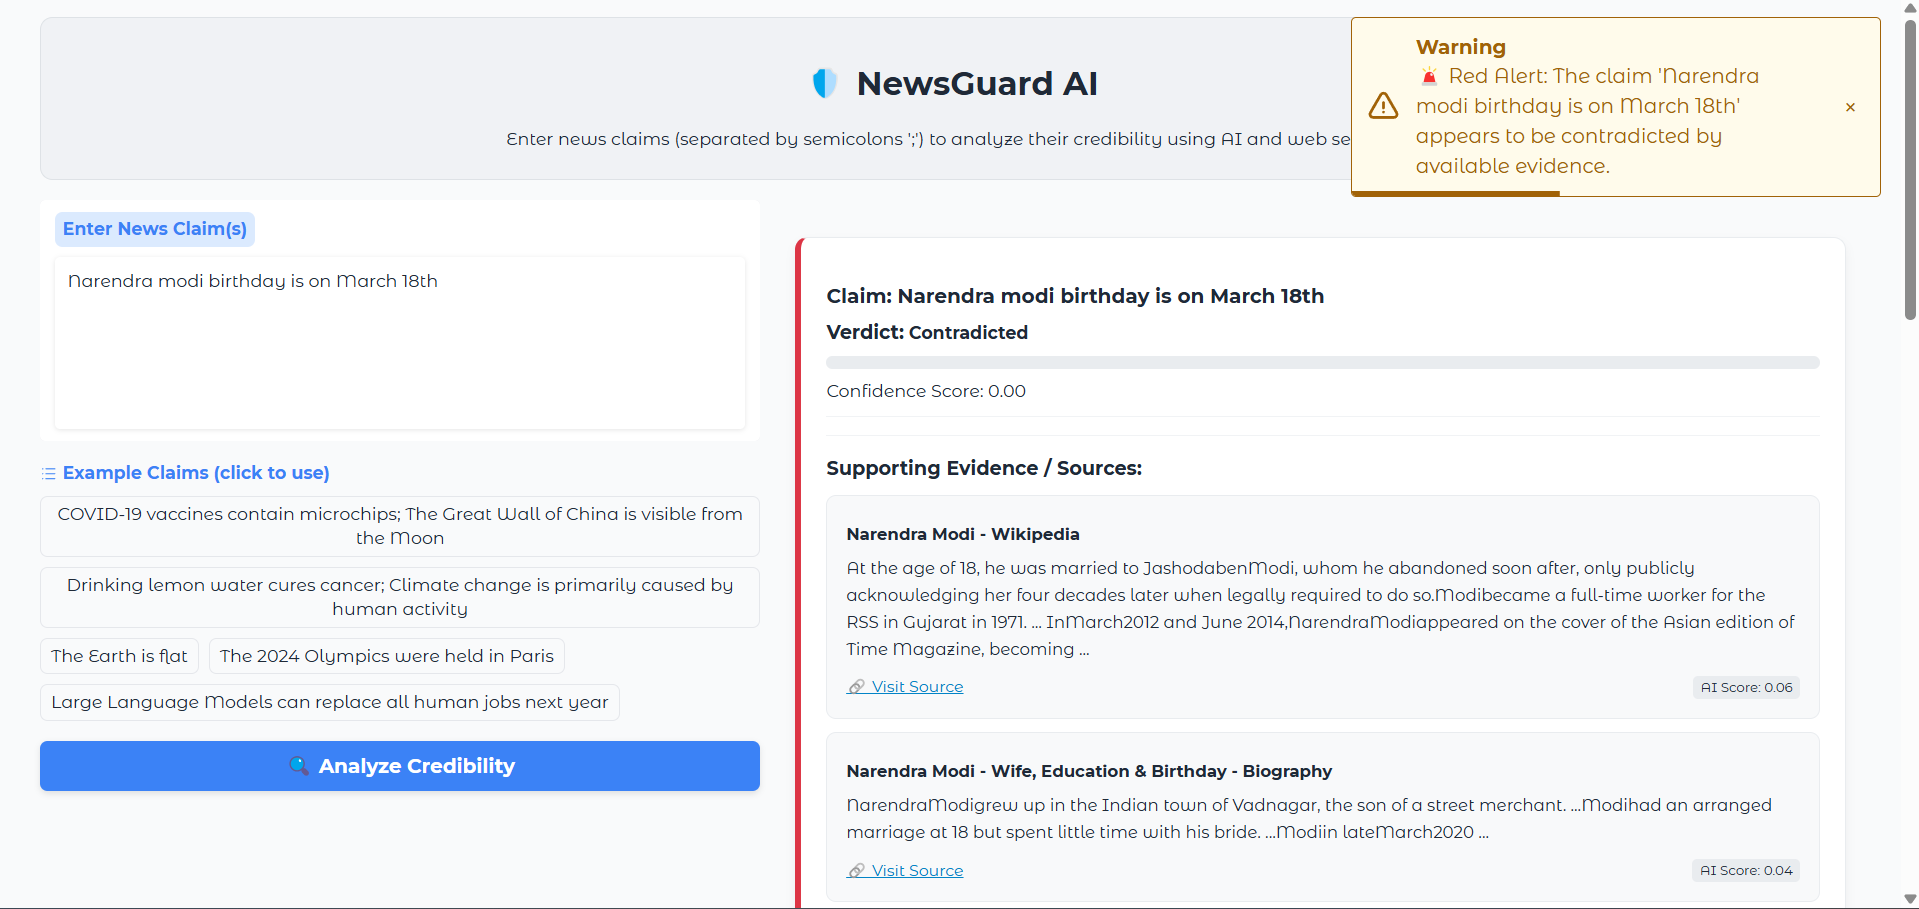 NewsGuard AI
Enter news claims (separated by semicolons ';') to analyze their credibility using AI and web se
Warning
🚨 Red Alert: The claim 'Narendra
modi birthday is on March 18th'
appears to be contradicted by
available evidence.
×
Enter News Claim(s)
Narendra modi birthday is on March 18th
Example Claims (click to use)
COVID-19 vaccines contain microchips; The Great Wall of China is visible from
the Moon
Drinking lemon water cures cancer; Climate change is primarily caused by
human activity
The Earth is flat
The 2024 Olympics were held in Paris
Large Language Models can replace all human jobs next year
🔍 Analyze Credibility
Claim: Narendra modi birthday is on March 18th
Verdict: Contradicted
Confidence Score: 0.00
Supporting Evidence / Sources:
Narendra Modi - Wikipedia
At the age of 18, he was married to JashodabenModi, whom he abandoned soon after, only publicly
acknowledging her four decades later when legally required to do so.Modibecame a full-time worker for the
RSS in Gujarat in 1971. ... InMarch2012 and June 2014,NarendraModiappeared on the cover of the Asian edition of
Time Magazine, becoming ...
🔗 Visit Source
AI Score: 0.06
Narendra Modi - Wife, Education & Birthday - Biography
NarendraModigrew up in the Indian town of Vadnagar, the son of a street merchant. ...Modihad an arranged
marriage at 18 but spent little time with his bride. ...Modiin lateMarch2020 ...
🔗 Visit Source
AI Score: 0.04